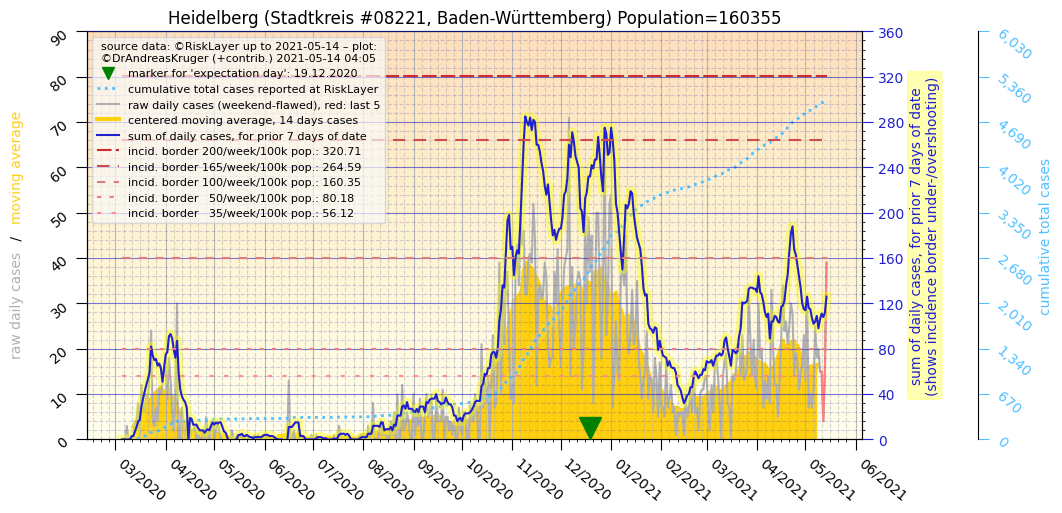 Heidelberg (Stadtkreis #08221, Baden-Württemberg) Population=160355
source data: ©RiskLayer up to 2021-05-14 – plot:
©DrAndreasKruger (+contrib.) 2021-05-14 04:05
marker for 'expectation day': 19.12.2020
cumulative total cases reported at RiskLayer
raw daily cases (weekend-flawed), red: last 5
centered moving average, 14 days cases
sum of daily cases, for prior 7 days of date
incid. border 200/week/100k pop.: 320.71
incid. border 165/week/100k pop.: 264.59
incid. border 100/week/100k pop.: 160.35
incid. border 50/week/100k pop.: 80.18
incid. border 35/week/100k pop.: 56.12
raw daily cases / moving average
90
80
70
60
50
40
30
20
10
0
360
320
280
240
200
160
120
80
40
0
sum of daily cases, for prior 7 days of date
(shows incidence border under-/overshooting)
6,030
5,360
4,690
4,020
3,350
2,680
2,010
1,340
670
0
cumulative total cases
03/2020
04/2020
05/2020
06/2020
07/2020
08/2020
09/2020
10/2020
11/2020
12/2020
01/2021
02/2021
03/2021
04/2021
05/2021
06/2021